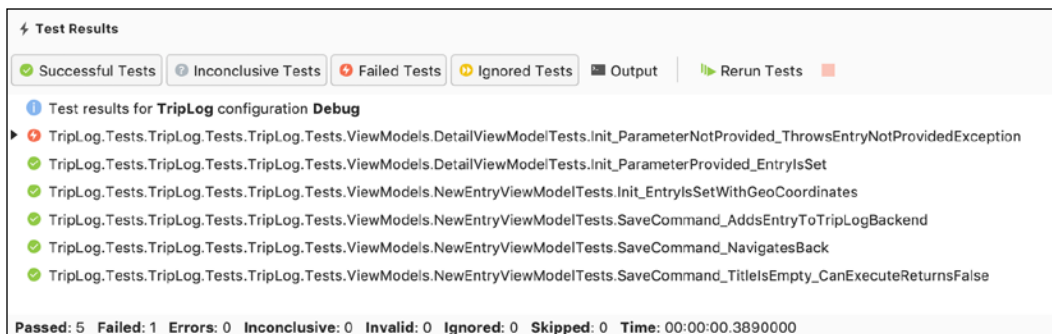 Test Results
Successful Tests Inconclusive Tests Failed Tests Ignored Tests Output Rerun Tests
Test results for TripLog configuration Debug
TripLog.Tests.TripLog.Tests.TripLog.Tests.ViewModels.DetailViewModelTests.Init_ParameterNotProvided_ThrowsEntryNotProvidedException
TripLog.Tests.TripLog.Tests.TripLog.Tests.ViewModels.DetailViewModelTests.Init_ParameterProvided_EntryIsSet
TripLog.Tests.TripLog.Tests.TripLog.Tests.ViewModels.NewEntryViewModelTests.Init_EntryIsSetWithGeoCoordinates
TripLog.Tests.TripLog.Tests.TripLog.Tests.ViewModels.NewEntryViewModelTests.SaveCommand_AddsEntryToTripLogBackend
TripLog.Tests.TripLog.Tests.TripLog.Tests.ViewModels.NewEntryViewModelTests.SaveCommand_NavigatesBack
TripLog.Tests.TripLog.Tests.TripLog.Tests.ViewModels.NewEntryViewModelTests.SaveCommand_TitleIsEmpty_CanExecuteReturnsFalse
Passed: 5 Failed: 1 Errors: 0 Inconclusive: 0 Invalid: 0 Ignored: 0 Skipped: 0 Time: 00:00:00.3890000